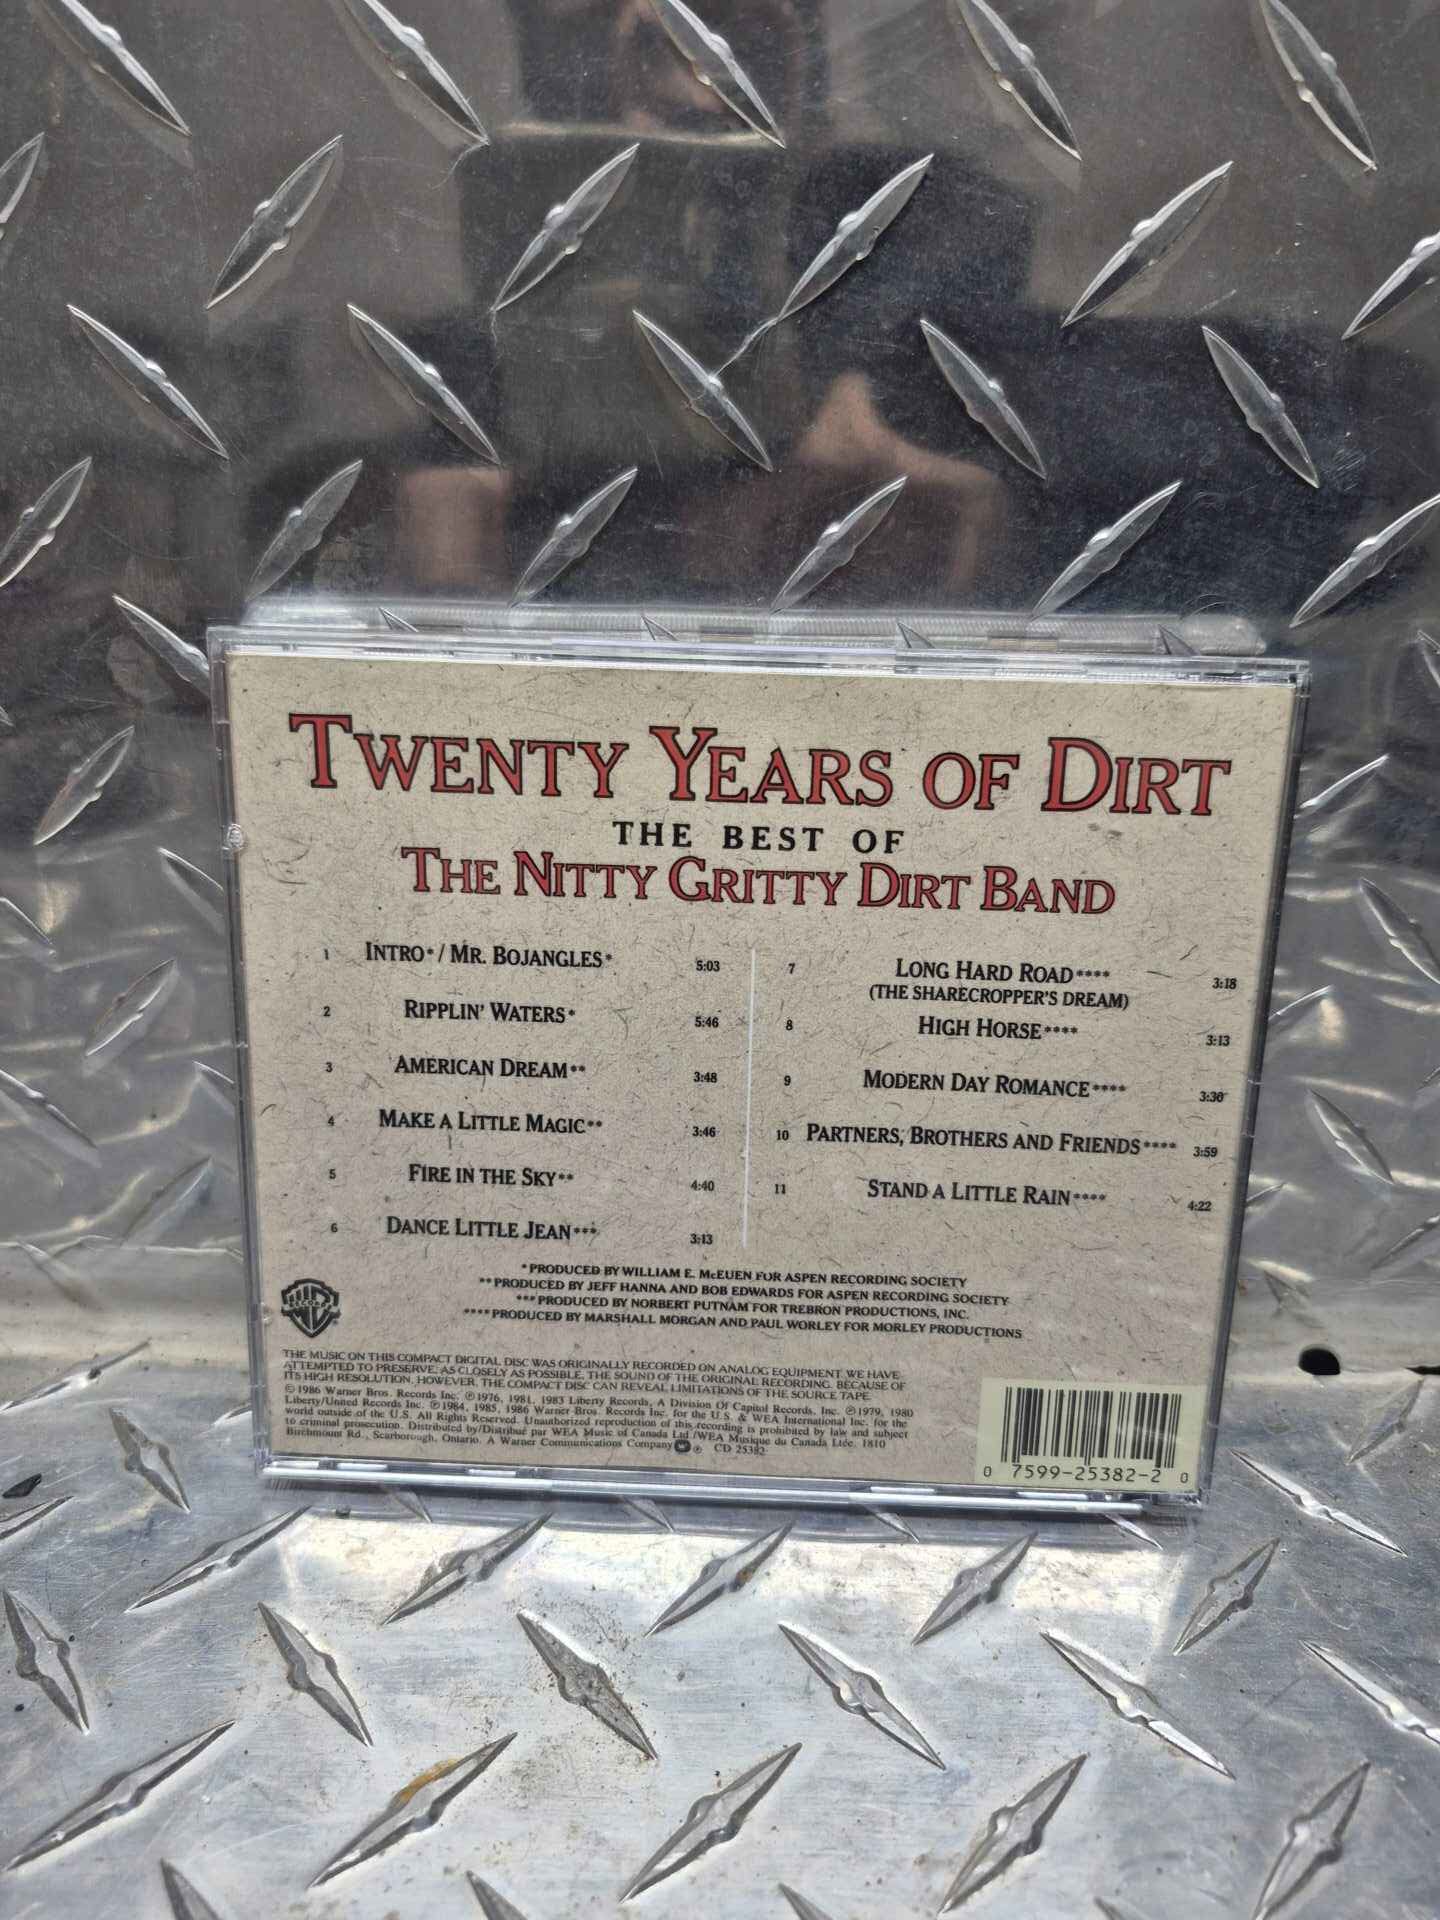 TWENTY YEARS OF DIRT
THE BEST OF
THE NITTY GRITTY DIRT BAND
1 INTRO* / MR. BOJANGLES* 5:03
2 RIPPLIN' WATERS* 5:46
3 AMERICAN DREAM** 3:48
4 MAKE A LITTLE MAGIC** 3:46
5 FIRE IN THE SKY** 4:40
6 DANCE LITTLE JEAN*** 3:13
7 LONG HARD ROAD**** 3:18
(THE SHARECROPPER'S DREAM)
8 HIGH HORSE**** 3:13
9 MODERN DAY ROMANCE**** 3:30
10 PARTNERS, BROTHERS AND FRIENDS**** 3:59
11 STAND A LITTLE RAIN**** 4:22
*PRODUCED BY WILLIAM E. McEUEN FOR ASPEN RECORDING SOCIETY
**PRODUCED BY JEFF HANNA AND BOB EDWARDS FOR ASPEN RECORDING SOCIETY
***PRODUCED BY NORBERT PUTNAM FOR TREBRON PRODUCTIONS, INC.
****PRODUCED BY MARSHALL MORGAN AND PAUL WORLEY FOR MORLEY PRODUCTIONS
WB
RECORDS
THE MUSIC ON THIS COMPACT DIGITAL DISC WAS ORIGINALLY RECORDED ON ANALOG EQUIPMENT. WE HAVE
ATTEMPTED TO PRESERVE, AS CLOSELY AS POSSIBLE, THE SOUND OF THE ORIGINAL RECORDING. BECAUSE OF
ITS HIGH RESOLUTION, HOWEVER, THE COMPACT DISC CAN REVEAL LIMITATIONS OF THE SOURCE TAPE.
© 1986 Warner Bros. Records Inc. ℗ 1976, 1981, 1983 Liberty Records, A Division Of Capitol Records, Inc. ℗ 1979, 1980
Liberty/United Records Inc. ℗ 1984, 1985, 1986 Warner Bros. Records Inc. for the U.S. & WEA International Inc. for the
world outside of the U.S. All Rights Reserved. Unauthorized reproduction of this recording is prohibited by law and subject
to criminal prosecution. Distributed by/Distribué par WEA Music of Canada Ltd./WEA Musique du Canada Ltée. 1810
Birchmount Rd., Scarborough, Ontario. A Warner Communications Company ® CD 25382
0 7599-25382-2 0